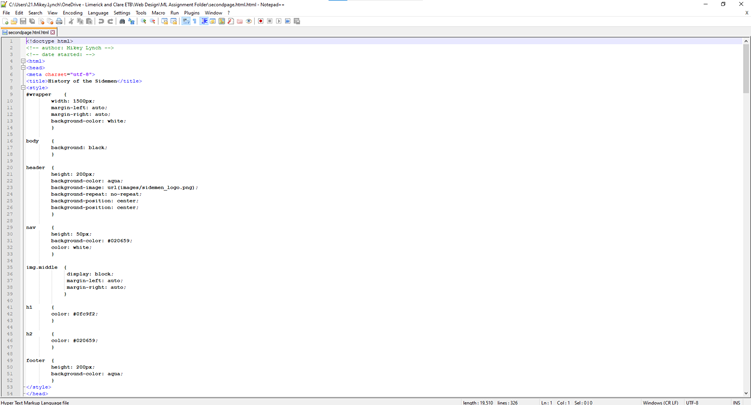 C:\Users\21.Mikey.Lynch\OneDrive - Limerick and Clare ETB\Web Design\ML Assignment Folder\secondpage.html.html - Notepad++
File Edit Search View Encoding Language Settings Tools Macro Run Plugins Window ?
secondpage.html.html
1 <!doctype html>
2 <!-- author: Mikey Lynch -->
3 <!-- date started: -->
4 <html>
5 <head>
6 <meta charset="utf-8">
7 <title>History of the Sidemen</title>
8 <style>
9 #wrapper {
10 width: 1500px;
11 margin-left: auto;
12 margin-right: auto;
13 background-color: white;
14 }
15
16 body {
17 background: black;
18 }
19
20 header {
21 height: 200px;
22 background-color: aqua;
23 background-image: url(images/sidemen_logo.png);
24 background-repeat: no-repeat;
25 background-position: center;
26 background-position: center;
27 }
28
29 nav {
30 height: 50px;
31 background-color: #020659;
32 color: white;
33 }
34
35 img.middle {
36 display: block;
37 margin-left: auto;
38 margin-right: auto;
39 }
40
41 h1 {
42 color: #0fc9f2;
43 }
44
45 h2 {
46 color: #020659;
47 }
48
49 footer {
50 height: 200px;
51 background-color: aqua;
52 }
53 </style>
54 </head>
Hyper Text Markup Language file length : 19,510 lines : 326 Ln : 1 Col : 1 Sel : 0 | 0 Windows (CR LF) UTF-8 INS